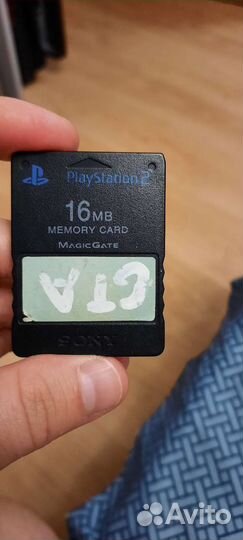 PlayStation 2
16MB
MEMORY CARD
MAGICGATE
GTA
SONY
Avito